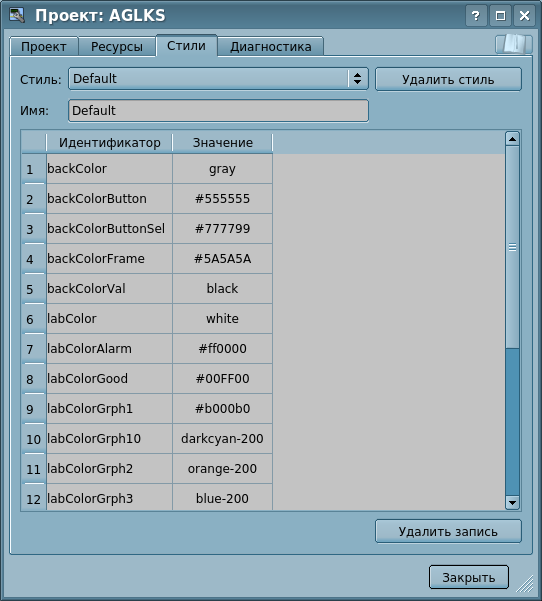 Проект: AGLKS
Проект Ресурсы Стили Диагностика
Стиль: Default Удалить стиль
Имя: Default
Идентификатор Значение
1 backColor gray
2 backColorButton #555555
3 backColorButtonSel #777799
4 backColorFrame #5A5A5A
5 backColorVal black
6 labColor white
7 labColorAlarm #ff0000
8 labColorGood #00FF00
9 labColorGrph1 #b000b0
10 labColorGrph10 darkcyan-200
11 labColorGrph2 orange-200
12 labColorGrph3 blue-200
Удалить запись
Закрыть